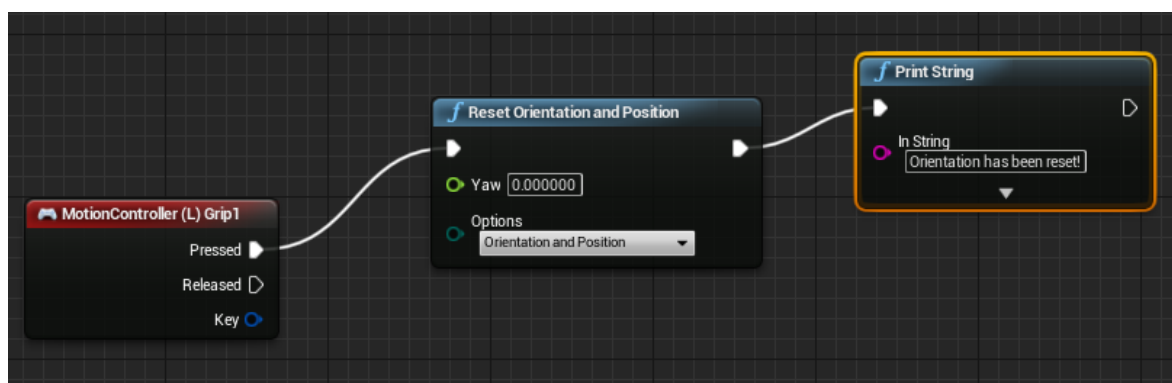 MotionController (L) Grip1
Pressed
Released
Key
Reset Orientation and Position
Yaw 0.000000
Options
Orientation and Position
Print String
In String
Orientation has been reset!